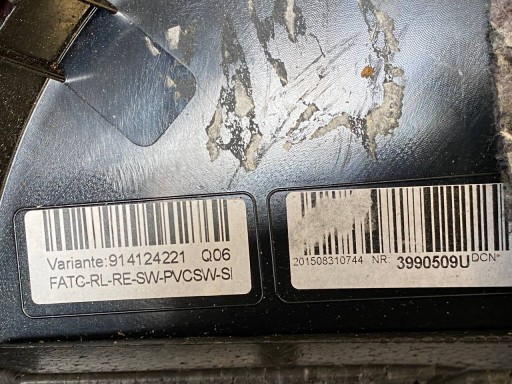 Variante:914124221 Q06
FATC-RL-RE-SW-PVCSW-SI
201508310744 NR: 3990509U DCN*